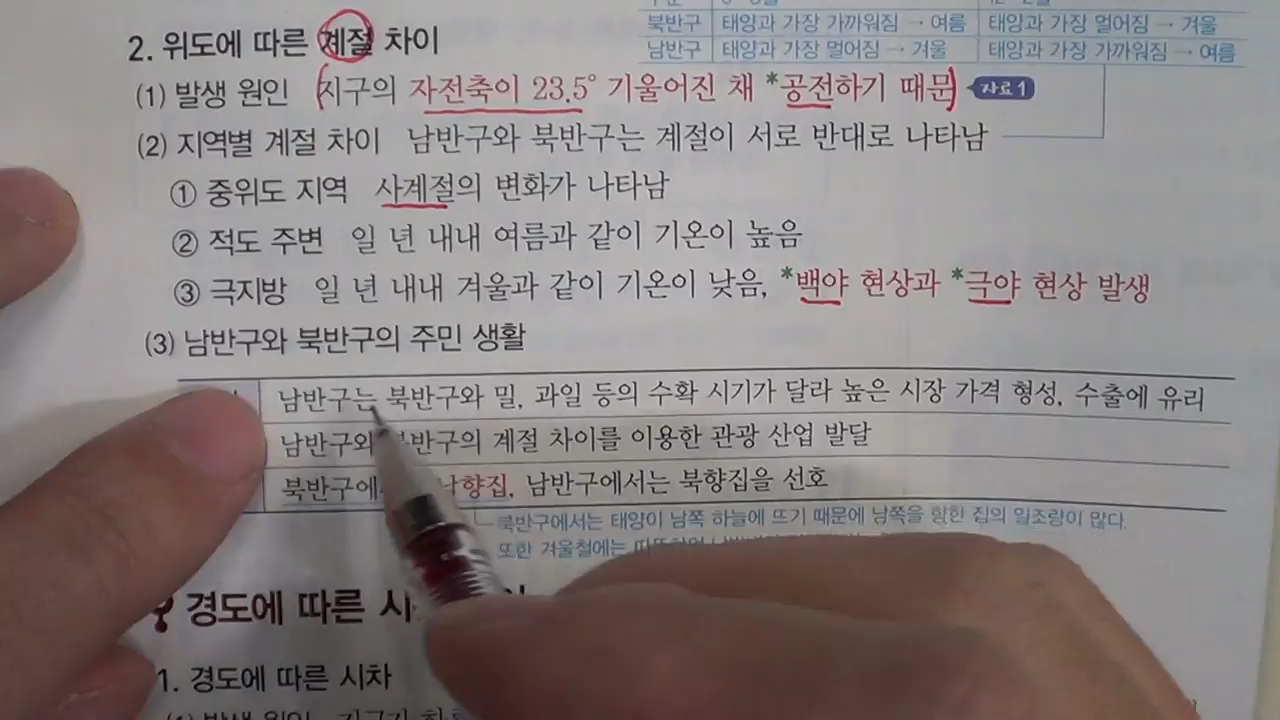 북반구 태양과 가장 가까워짐 → 여름 태양과 가장 멀어짐 → 겨울
남반구 태양과 가장 멀어짐 → 겨울 태양과 가장 가까워짐 → 여름
2. 위도에 따른 계절 차이
(1) 발생 원인 지구의 자전축이 23.5° 기울어진 채 *공전하기 때문 자료1
(2) 지역별 계절 차이 남반구와 북반구는 계절이 서로 반대로 나타남
① 중위도 지역 사계절의 변화가 나타남
② 적도 주변 일 년 내내 여름과 같이 기온이 높음
③ 극지방 일 년 내내 겨울과 같이 기온이 낮음, *백야 현상과 *극야 현상 발생
(3) 남반구와 북반구의 주민 생활
남반구는 북반구와 밀, 과일 등의 수확 시기가 달라 높은 시장 가격 형성, 수출에 유리
남반구와 북반구의 계절 차이를 이용한 관광 산업 발달
북반구에 남향집, 남반구에서는 북향집을 선호
북반구에서는 태양이 남쪽 하늘에 뜨기 때문에 남쪽을 향한 집의 일조량이 많다.
또한 겨울철에는
경도에 따른
1. 경도에 따른 시차
(1) 발생 원인 지구가